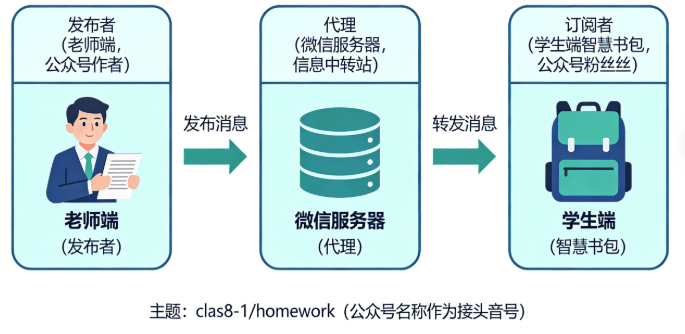 发布者
(老师端,
公众号作者)
代理
(微信服务器,
信息中转站)
订阅者
(学生端智慧书包,
公众号粉丝丝)
发布消息
转发消息
老师端
(发布者)
微信服务器
(代理)
学生端
(智慧书包)
主题：clas8-1/homework (公众号名称作为接头音号)